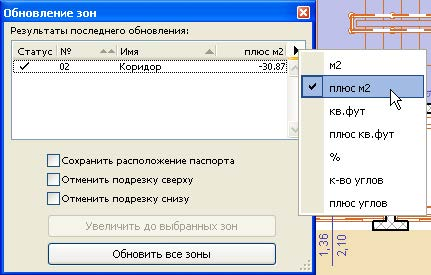 Обновление зон
Результаты последнего обновления:
Статус № Имя плюс м2
02 Коридор -30,87
м2
плюс м2
кв.фут
плюс кв.фут
%
к-во углов
плюс углов
Сохранить расположение паспорта
Отменить подрезку сверху
Отменить подрезку снизу
Увеличить до выбранных зон
Обновить все зоны
1,36
2,10